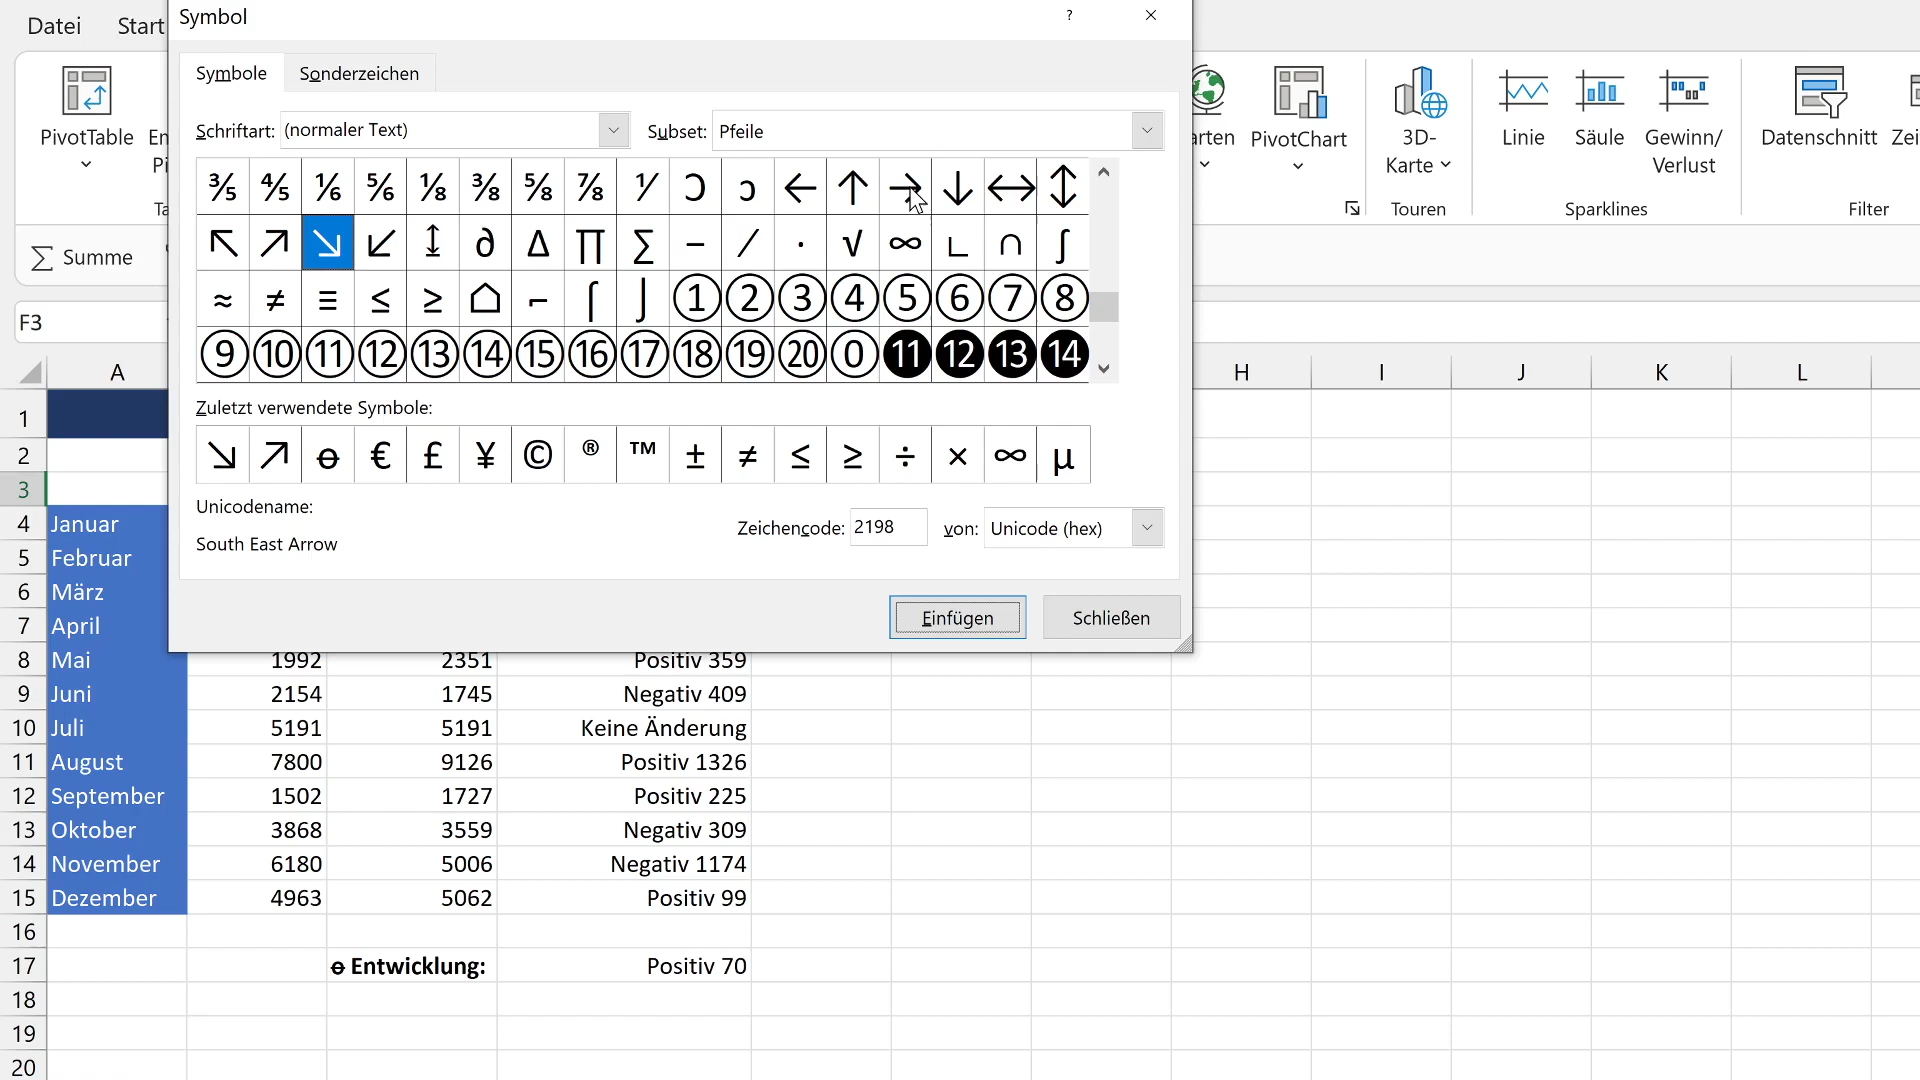 Datei Start
Symbol ?
Symbole Sonderzeichen
Schriftart: (normaler Text) Subset: Pfeile
⅗ ⅘ ⅙ ⅚ ⅛ ⅜ ⅝ ⅞ ⅟ Ↄ ↄ ← ↑ → ↓ ↔ ↕
↖ ↗ ↘ ↙ ↨ ∂ ∆ ∏ ∑ − ∕ ∙ √ ∞ ∟ ∩ ∫
≈ ≠ ≡ ≤ ≥ ⌂ ⌐ ⌠ ⌡ ① ② ③ ④ ⑤ ⑥ ⑦ ⑧
⑨ ⑩ ⑪ ⑫ ⑬ ⑭ ⑮ ⑯ ⑰ ⑱ ⑲ ⑳ ⓪ ⓫ ⓬ ⓭ ⓮
Zuletzt verwendete Symbole:
↘ ↗ ɵ € £ ¥ © ® ™ ± ≠ ≤ ≥ ÷ × ∞ µ
Unicodename:
South East Arrow
Zeichencode: 2198 von: Unicode (hex)
Einfügen Schließen
PivotTable
Summe
arten PivotChart
3D-
Karte
Touren
Linie Säule Gewinn/
Verlust
Sparklines
Datenschnitt Zei
Filter
F3
A H I J K L
1
2
3
4 Januar
5 Februar
6 März
7 April
8 Mai 1992 2351 Positiv 359
9 Juni 2154 1745 Negativ 409
10 Juli 5191 5191 Keine Änderung
11 August 7800 9126 Positiv 1326
12 September 1502 1727 Positiv 225
13 Oktober 3868 3559 Negativ 309
14 November 6180 5006 Negativ 1174
15 Dezember 4963 5062 Positiv 99
16
17 ɵ Entwicklung: Positiv 70
18
19
20